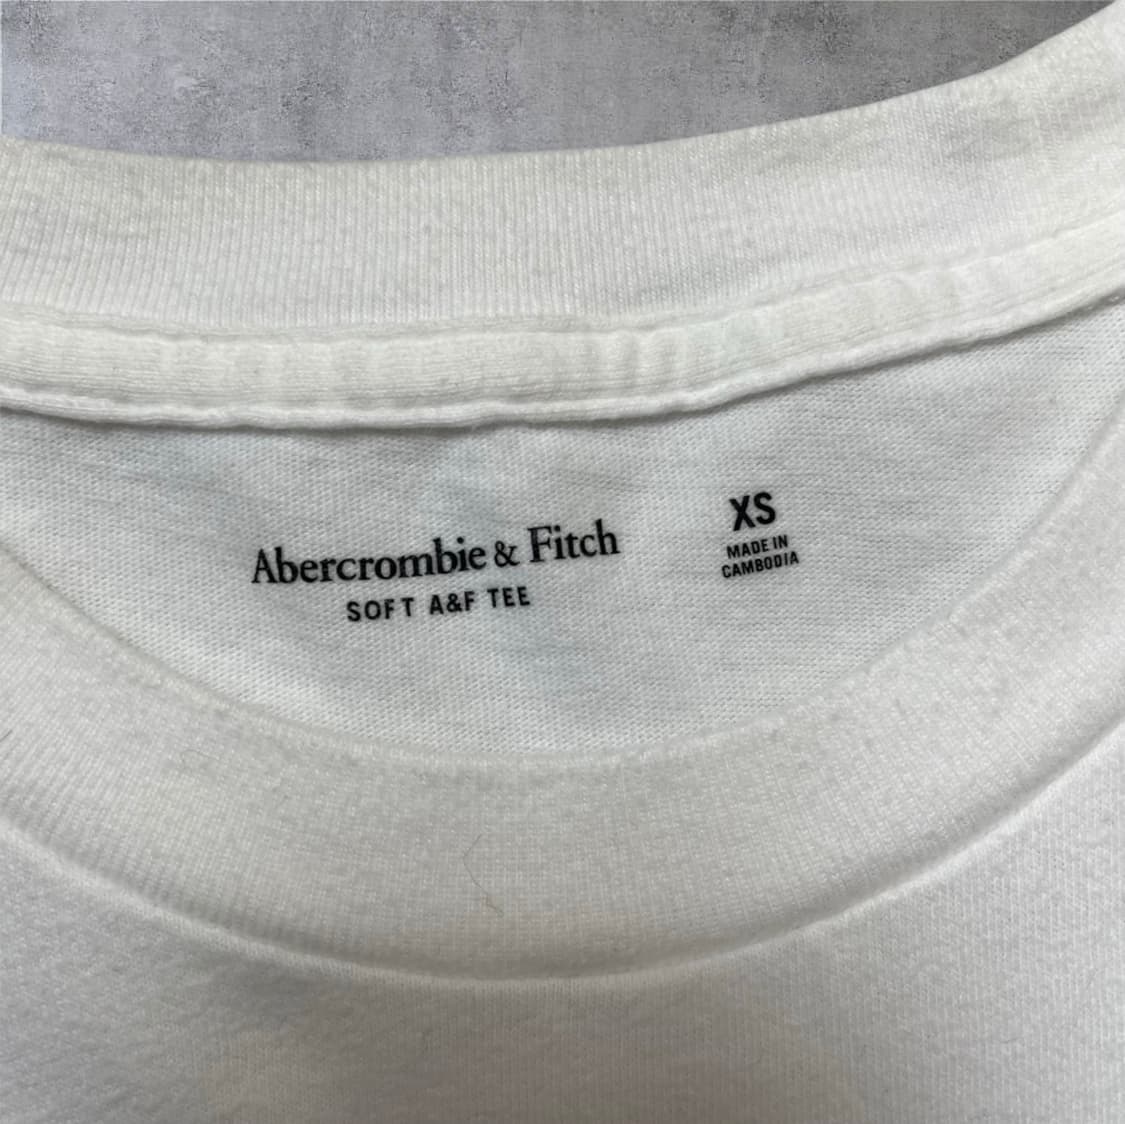 Abercrombie & Fitch
SOFT A&F TEE
XS
MADE IN
CAMBODIA